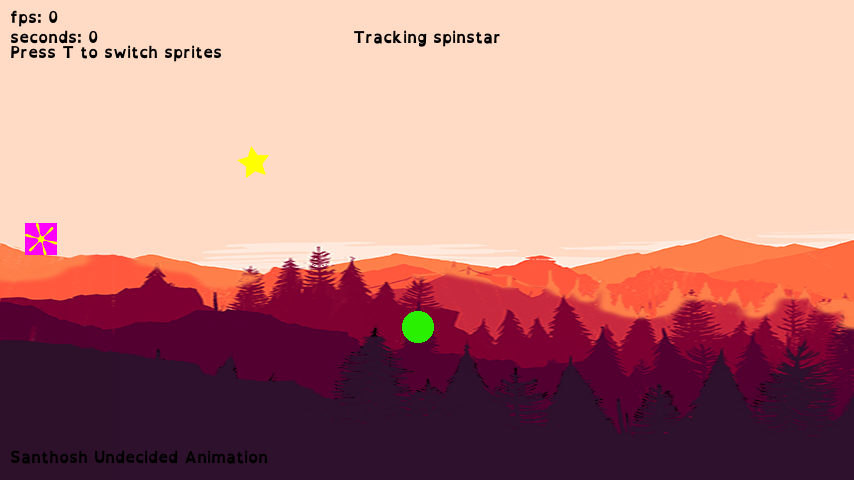 fps: 0
seconds: 0
Tracking spinstar
Press T to switch sprites
Santhosh Undecided Animation